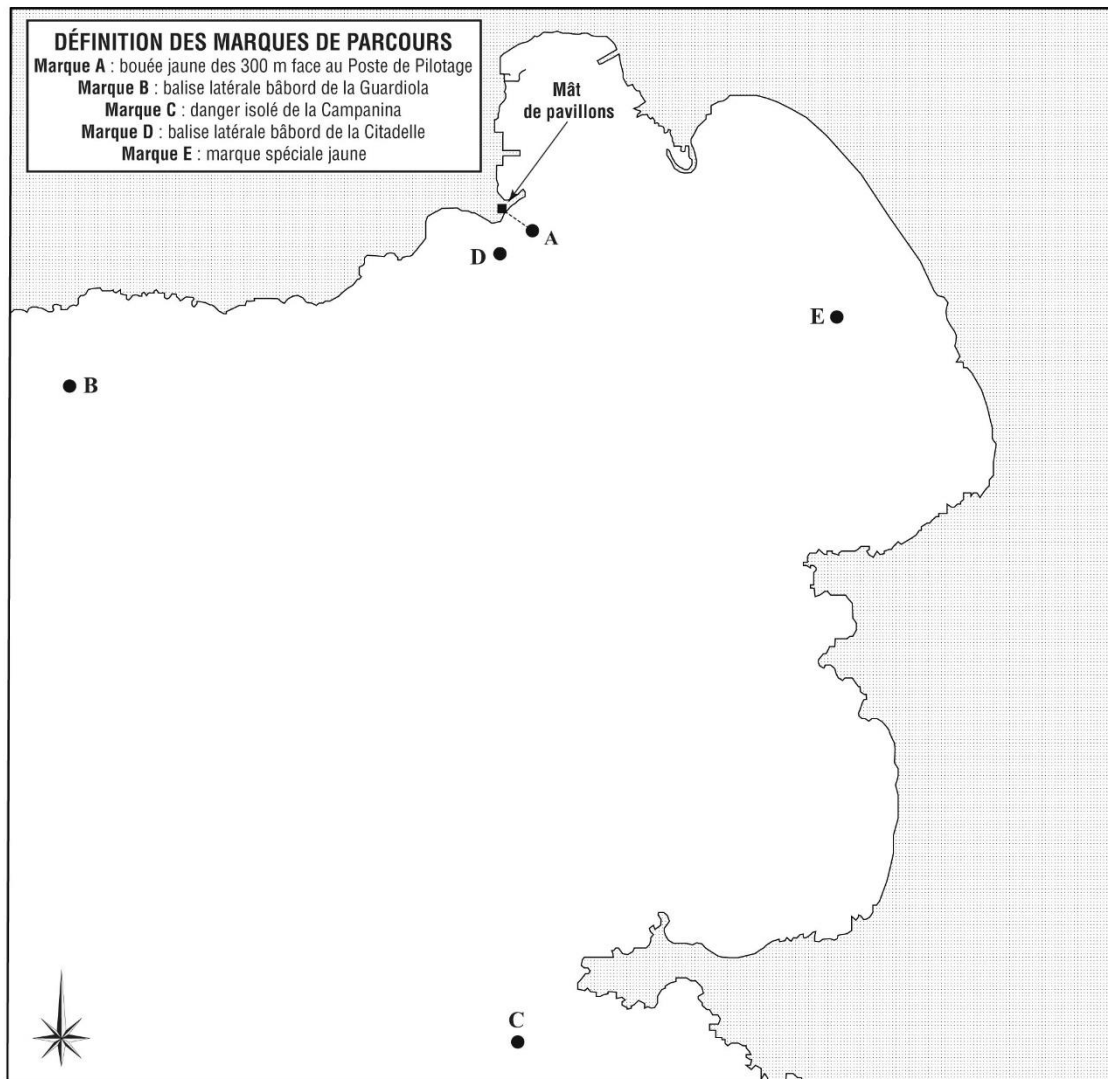 DÉFINITION DES MARQUES DE PARCOURS
Marque A : bouée jaune des 300 m face au Poste de Pilotage
Marque B : balise latérale bâbord de la Guardiola
Marque C : danger isolé de la Campanina
Marque D : balise latérale bâbord de la Citadelle
Marque E : marque spéciale jaune
Mât
de pavillons
A
D
E
B
C